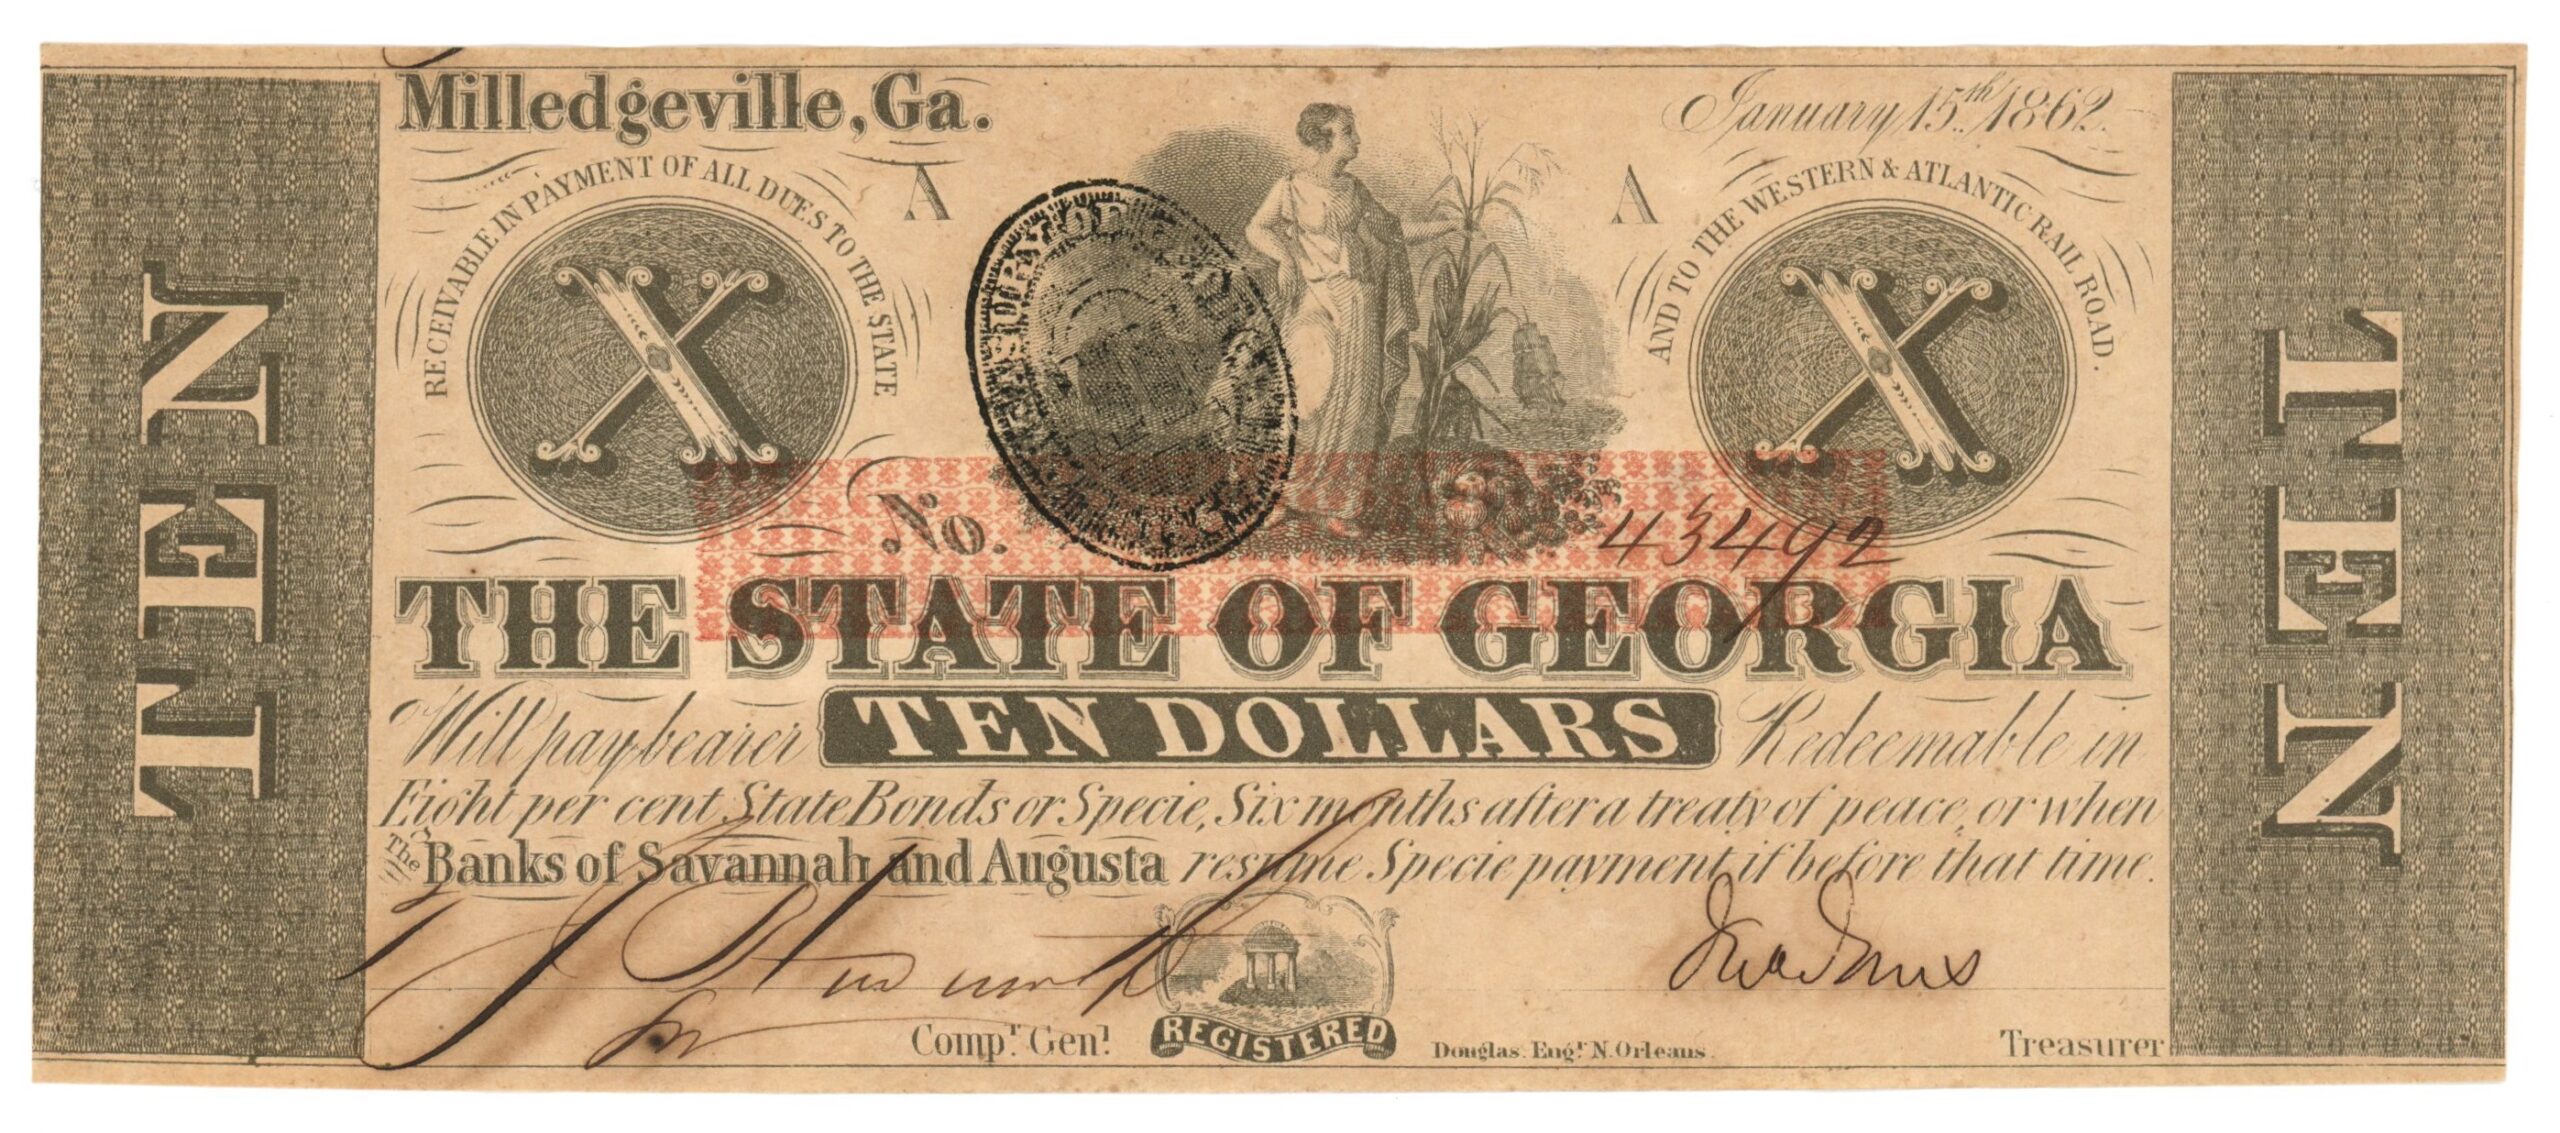 Milledgeville, Ga.
January 15th. 1862.
RECEIVABLE IN PAYMENT OF ALL DUES TO THE STATE
AND TO THE WESTERN & ATLANTIC RAIL ROAD.
A
A
X
X
TEN
TEN
No. 43492
THE STATE OF GEORGIA
Will pay bearer TEN DOLLARS Redeemable in
Eight per cent State Bonds or Specie, Six months after a treaty of peace, or when
The Banks of Savannah and Augusta resume Specie payment if before that time.
Compr. Genl.
REGISTERED
Douglas. Engr. N. Orleans.
Treasurer